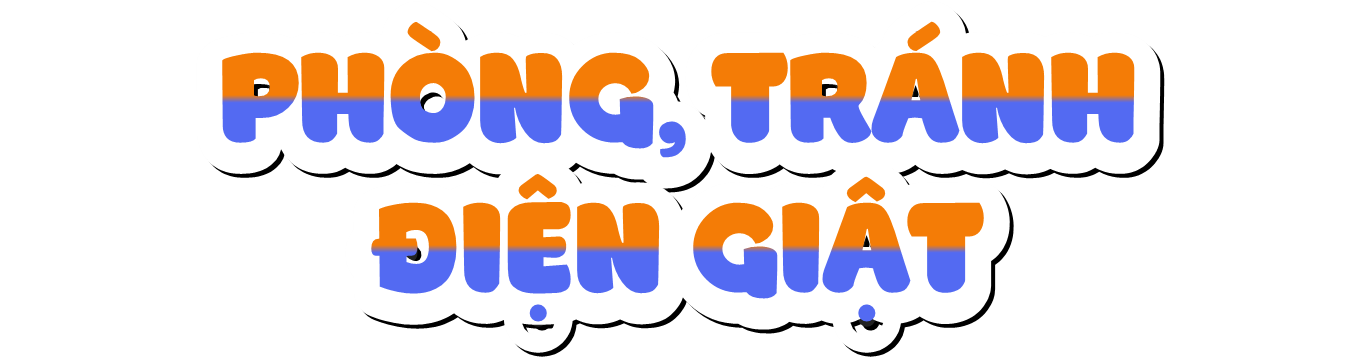 PHÒNG, TRÁNH
ĐIỆN GIẬT